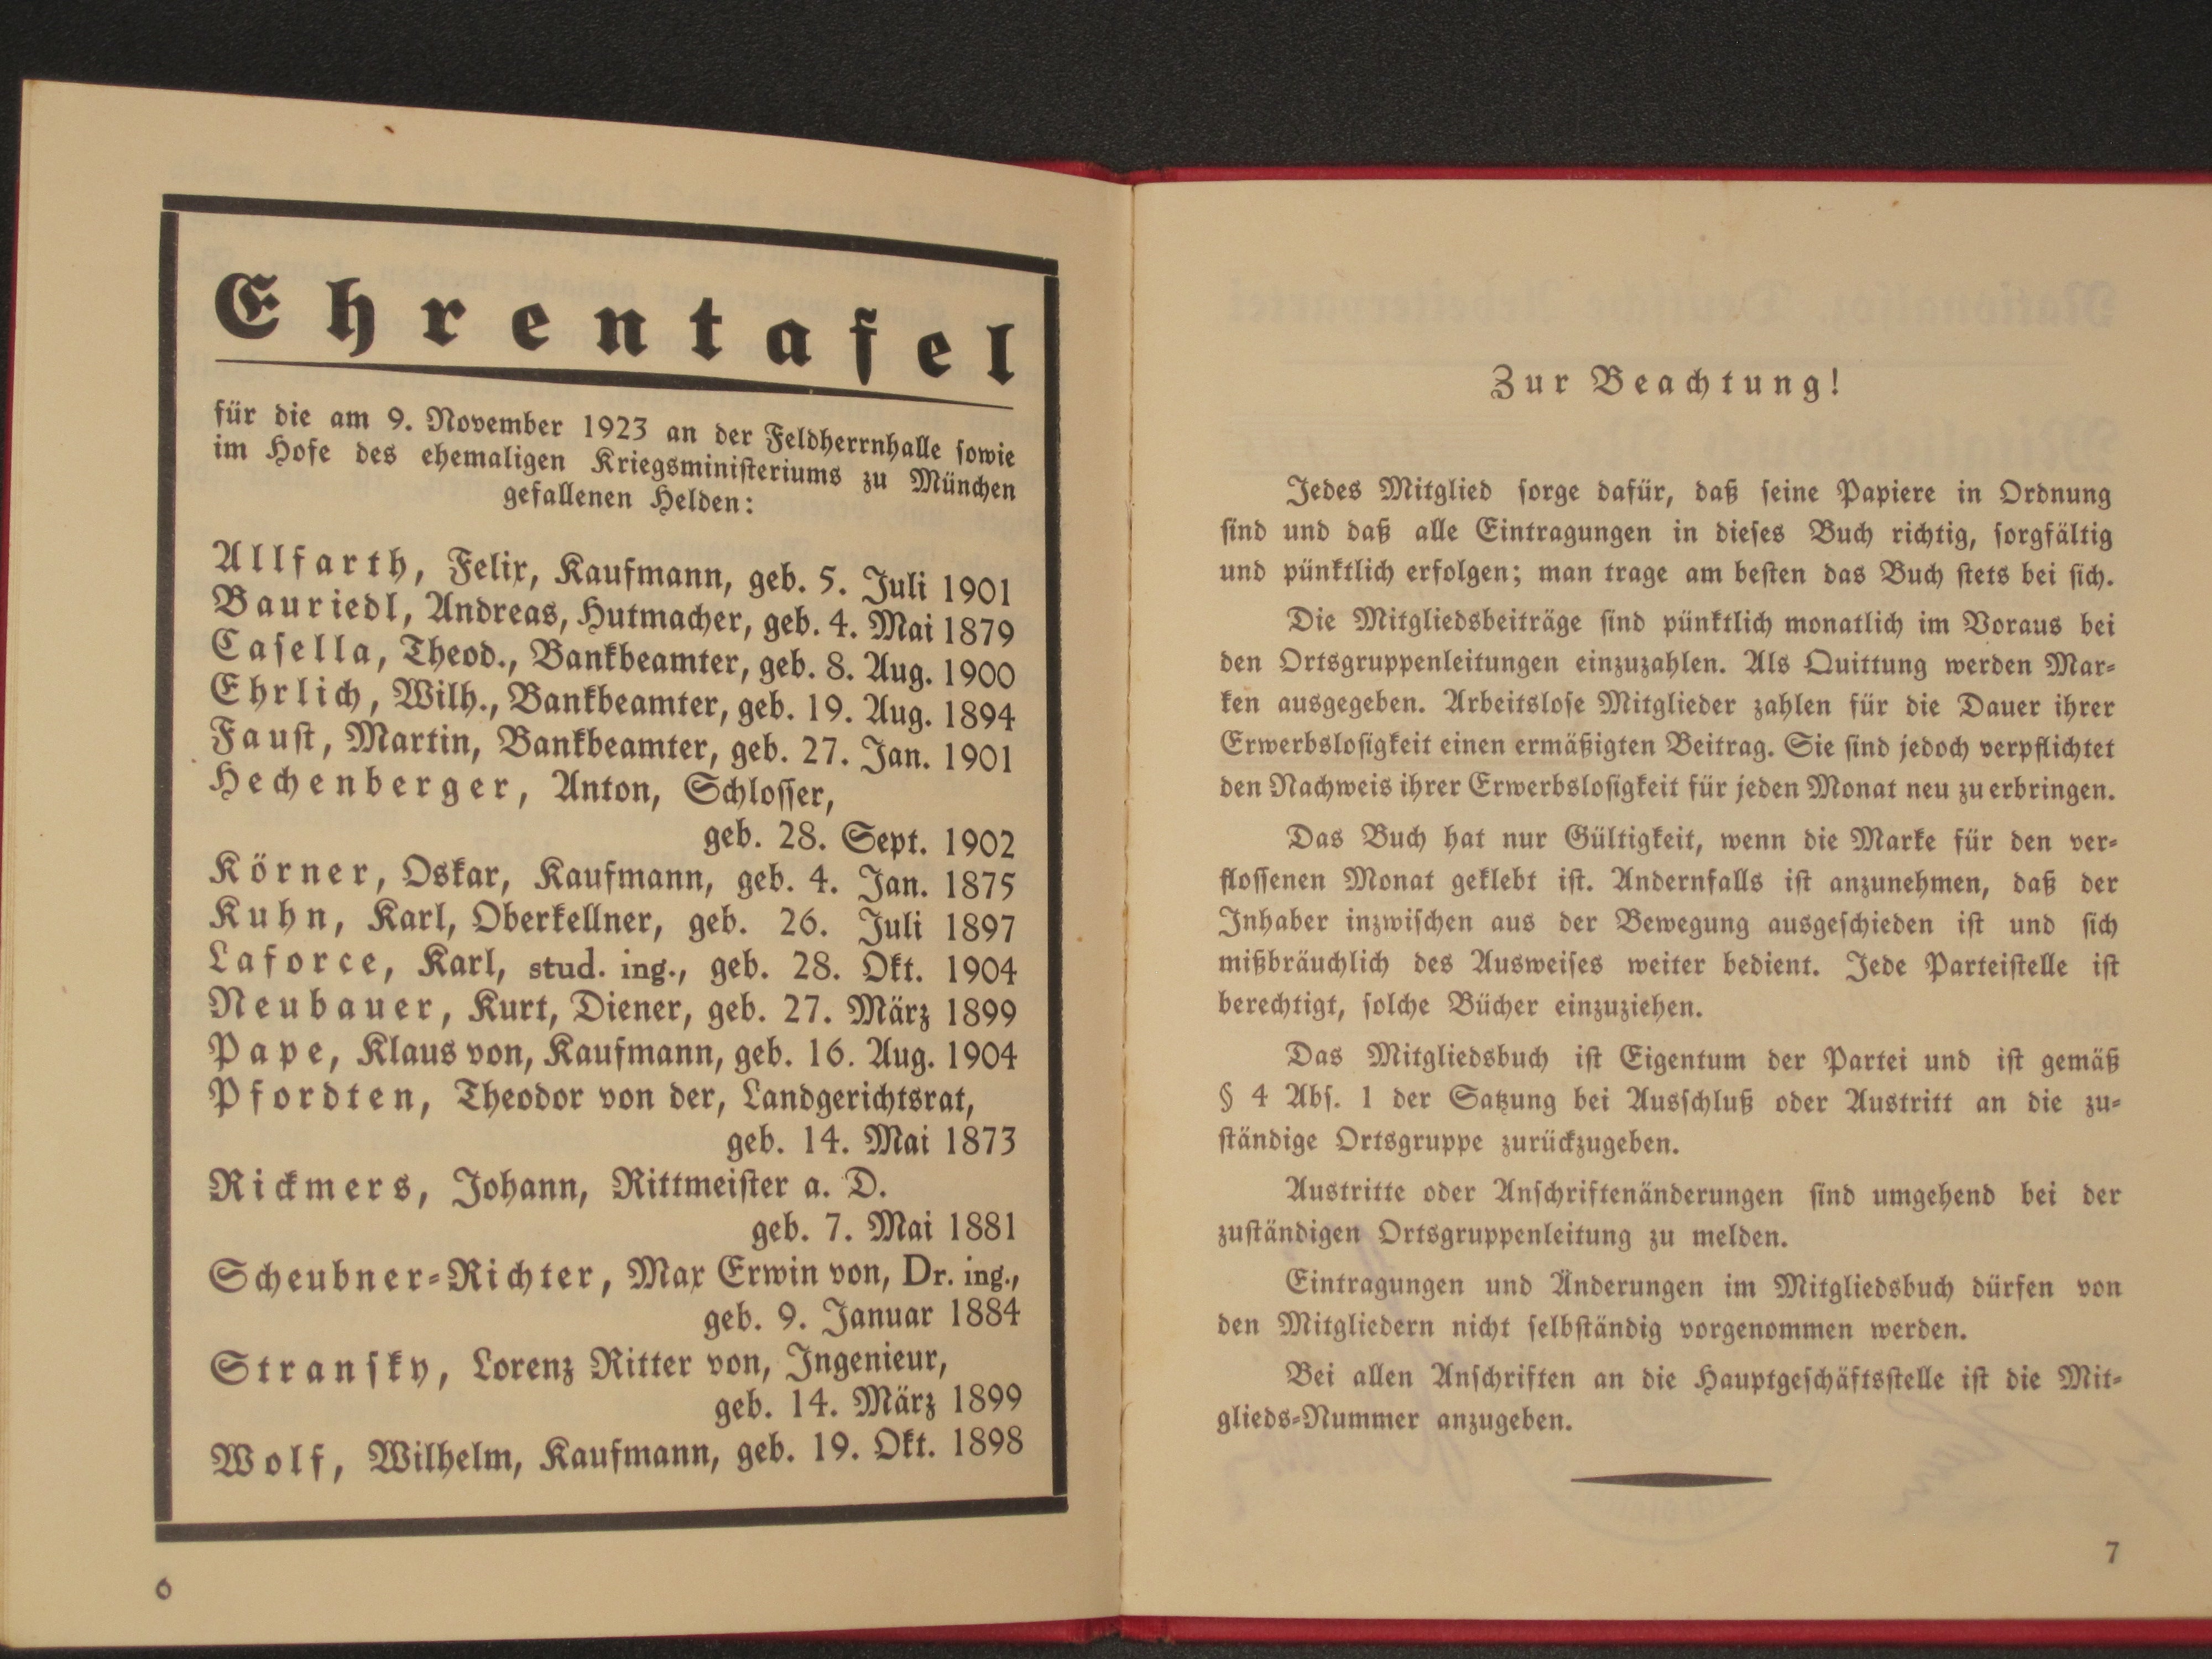 Ehrentafel
für die am 9. November 1923 an der Feldherrnhalle sowie
im Hofe des ehemaligen Kriegsministeriums zu München
gefallenen Helden:
Allfarth, Felix, Kaufmann, geb. 5. Juli 1901
Bauriedl, Andreas, Hutmacher, geb. 4. Mai 1879
Casella, Theod., Bankbeamter, geb. 8. Aug. 1900
Ehrlich, Wilh., Bankbeamter, geb. 19. Aug. 1894
Faust, Martin, Bankbeamter, geb. 27. Jan. 1901
Hechenberger, Anton, Schlosser,
geb. 28. Sept. 1902
Körner, Oskar, Kaufmann, geb. 4. Jan. 1875
Kuhn, Karl, Oberkellner, geb. 26. Juli 1897
Laforce, Karl, stud. ing., geb. 28. Okt. 1904
Neubauer, Kurt, Diener, geb. 27. März 1899
Pape, Klaus von, Kaufmann, geb. 16. Aug. 1904
Pfordten, Theodor von der, Landgerichtsrat,
geb. 14. Mai 1873
Rickmers, Johann, Rittmeister a. D.
geb. 7. Mai 1881
Scheubner-Richter, Max Erwin von, Dr. ing.,
geb. 9. Januar 1884
Stransky, Lorenz Ritter von, Ingenieur,
geb. 14. März 1899
Wolf, Wilhelm, Kaufmann, geb. 19. Okt. 1898
6
Zur Beachtung!
Jedes Mitglied sorge dafür, daß seine Papiere in Ordnung
sind und daß alle Eintragungen in dieses Buch richtig, sorgfältig
und pünktlich erfolgen; man trage am besten das Buch stets bei sich.
Die Mitgliedsbeiträge sind pünktlich monatlich im Voraus bei
den Ortsgruppenleitungen einzuzahlen. Als Quittung werden Mar-
ken ausgegeben. Arbeitslose Mitglieder zahlen für die Dauer ihrer
Erwerbslosigkeit einen ermäßigten Beitrag. Sie sind jedoch verpflichtet
den Nachweis ihrer Erwerbslosigkeit für jeden Monat neu zu erbringen.
Das Buch hat nur Gültigkeit, wenn die Marke für den ver-
flossenen Monat geklebt ist. Andernfalls ist anzunehmen, daß der
Inhaber inzwischen aus der Bewegung ausgeschieden ist und sich
mißbräuchlich des Ausweises weiter bedient. Jede Parteistelle ist
berechtigt, solche Bücher einzuziehen.
Das Mitgliedsbuch ist Eigentum der Partei und ist gemäß
§ 4 Abs. 1 der Satzung bei Ausschluß oder Austritt an die zu-
ständige Ortsgruppe zurückzugeben.
Austritte oder Anschriftenänderungen sind umgehend bei der
zuständigen Ortsgruppenleitung zu melden.
Eintragungen und Änderungen im Mitgliedsbuch dürfen von
den Mitgliedern nicht selbständig vorgenommen werden.
Bei allen Anschriften an die Hauptgeschäftsstelle ist die Mit-
glieds-Nummer anzugeben.
7